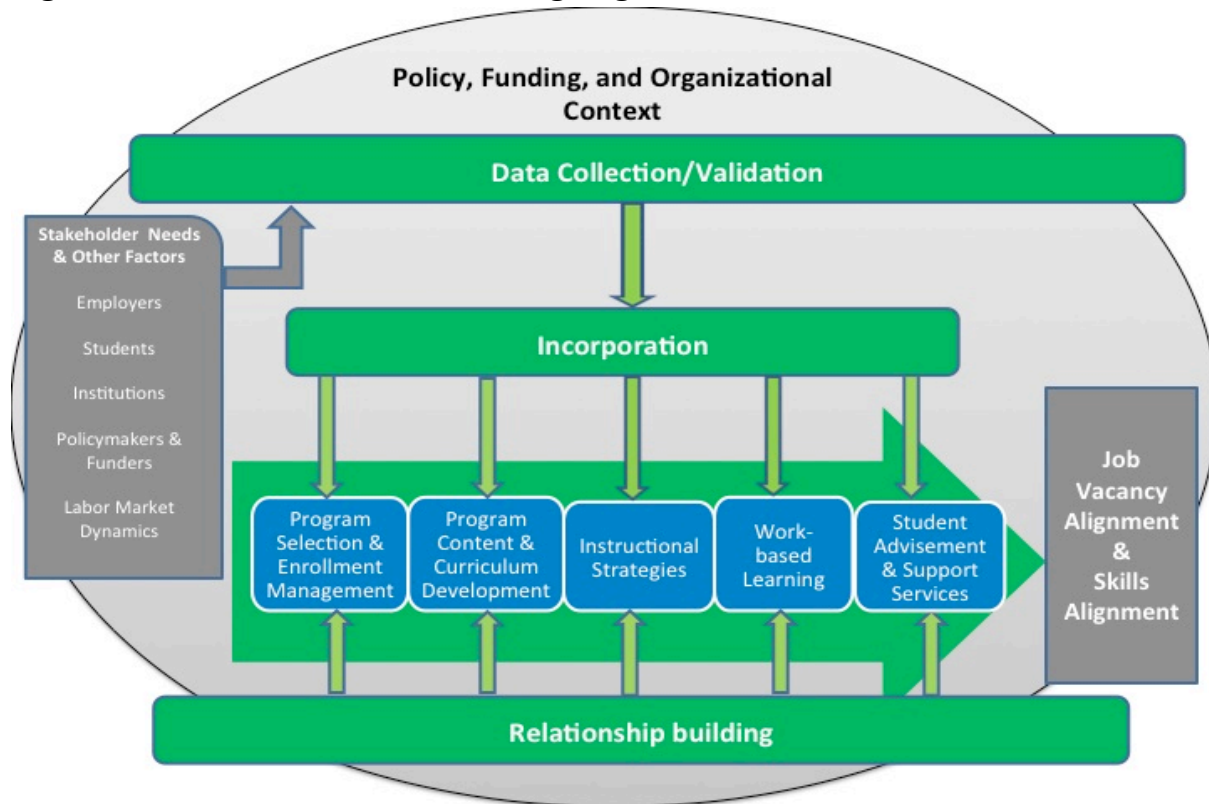 Policy, Funding, and Organizational
Context
Data Collection/Validation
Stakeholder Needs
& Other Factors
Employers
Students
Institutions
Policymakers &
Funders
Labor Market
Dynamics
Incorporation
Program
Selection &
Enrollment
Management
Program
Content &
Curriculum
Development
Instructional
Strategies
Work-
based
Learning
Student
Advisement
& Support
Services
Job
Vacancy
Alignment
&
Skills
Alignment
Relationship building